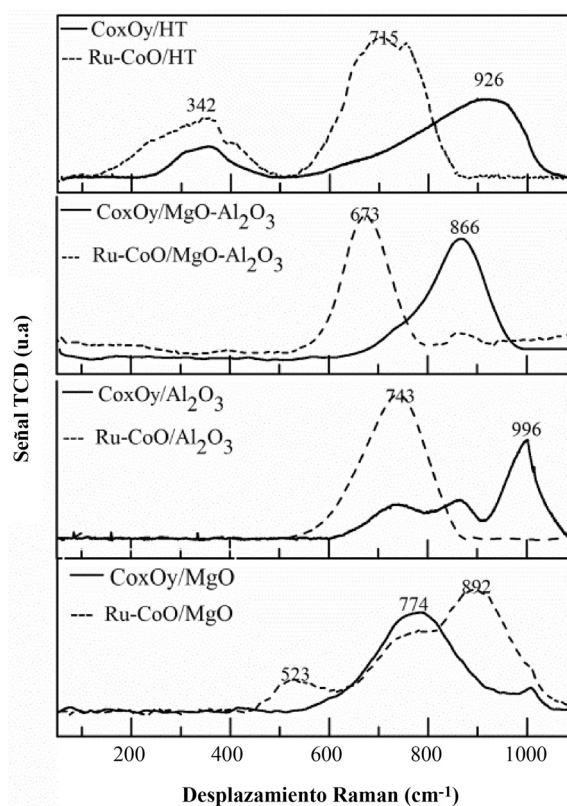 CoxOy/HT
Ru-CoO/HT
342
715
926
CoxOy/MgO-Al2O3
Ru-CoO/MgO-Al2O3
673
866
CoxOy/Al2O3
Ru-CoO/Al2O3
743
996
CoxOy/MgO
Ru-CoO/MgO
523
774
892
Señal TCD (u.a)
200 400 600 800 1000
Desplazamiento Raman (cm-1)